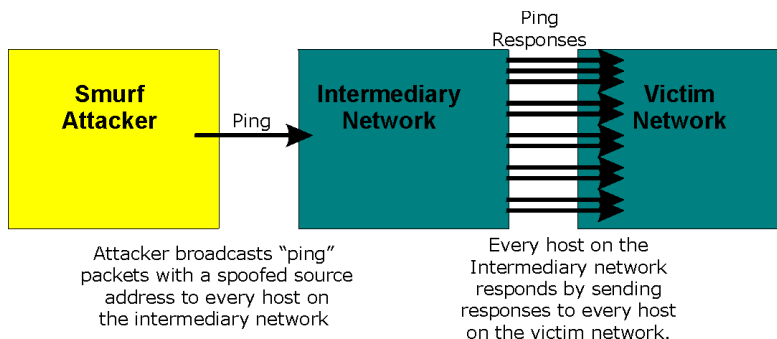 Ping
Responses
Smurf
Attacker
Ping
Intermediary
Network
Victim
Network
Attacker broadcasts “ping”
packets with a spoofed source
address to every host on
the intermediary network
Every host on the
Intermediary network
responds by sending
responses to every host
on the victim network.